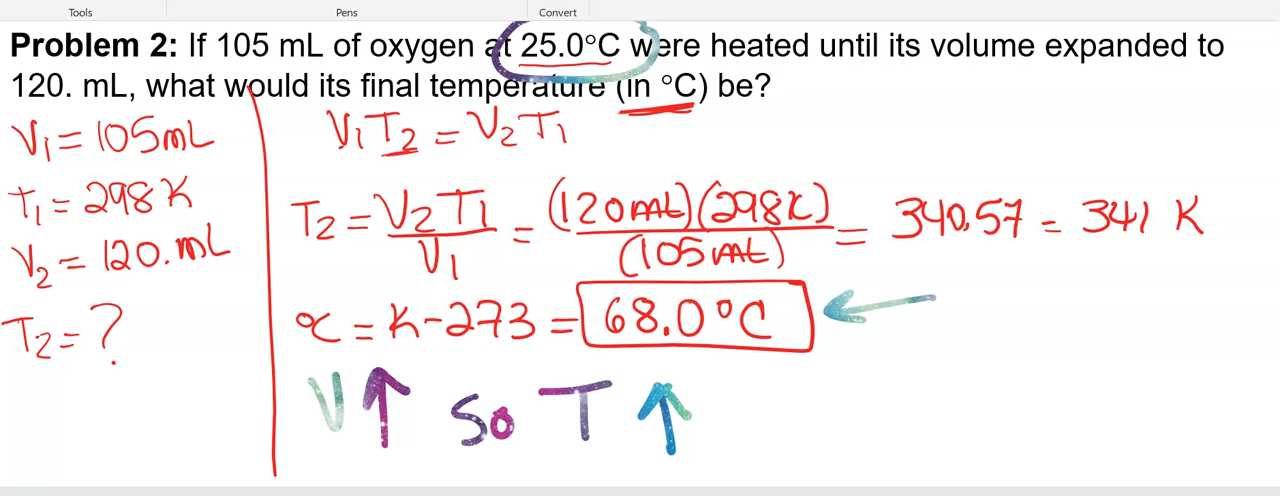 Tools Pens Convert
Problem 2: If 105 mL of oxygen at 25.0°C were heated until its volume expanded to
120. mL, what would its final temperature (in °C) be?
V₁ = 105 mL
T₁ = 298 K
V₂ = 120. mL
T₂ = ?
V₁T₂ = V₂T₁
T₂ = V₂T₁ / V₁ = (120 mL)(298 K) / (105 mL) = 340.57 = 341 K
°C = K - 273 = 68.0°C
V ↑ So T ↑